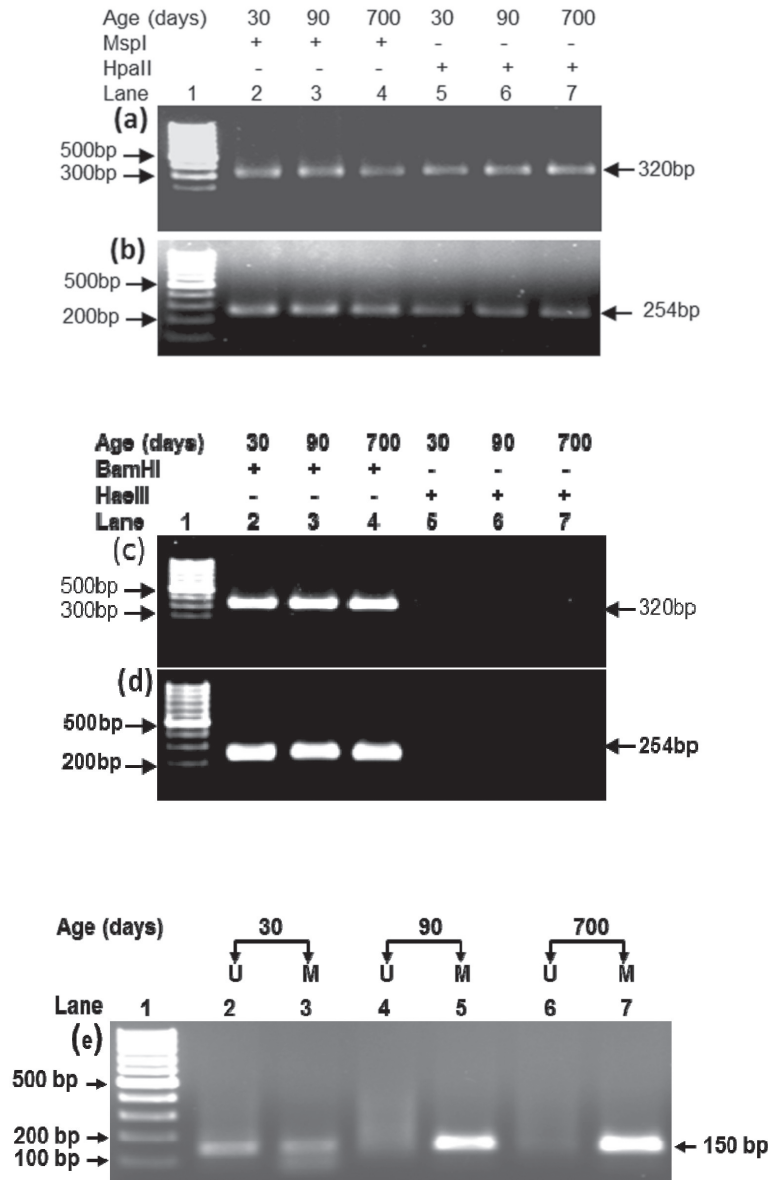 Age (days) 30 90 700 30 90 700
MspI + + + - - -
HpaII - - - + + +
Lane 1 2 3 4 5 6 7
(a)
500bp
300bp
320bp
(b)
500bp
200bp
254bp
Age (days) 30 90 700 30 90 700
BamHI + + + - - -
HaeIII - - - + + +
Lane 1 2 3 4 5 6 7
(c)
500bp
300bp
320bp
(d)
500bp
200bp
254bp
Age (days) 30 90 700
U M U M U M
Lane 1 2 3 4 5 6 7
(e)
500 bp
200 bp
100 bp
150 bp